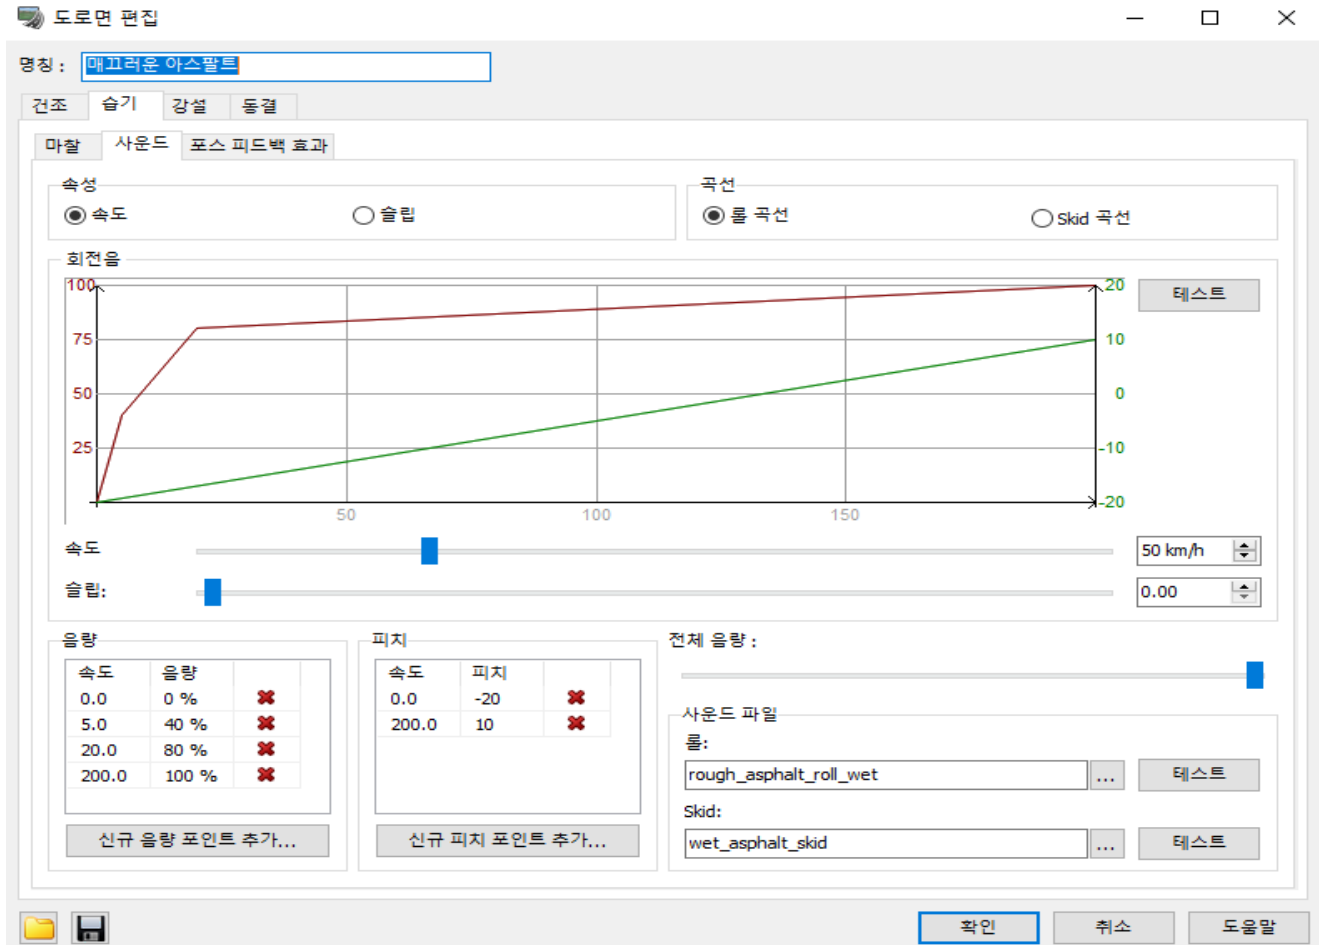 도로면 편집
명칭 : 매끄러운 아스팔트
건조 습기 강설 동결
마찰 사운드 포스 피드백 효과
속성 곡선
속도 슬립 롤 곡선 Skid 곡선
회전음
100 20 테스트
75 10
50 0
25 -10
-20
50 100 150
속도 50 km/h
슬립: 0.00
음량 피치 전체 음량 :
속도 음량 속도 피치
0.0 0 % 0.0 -20
5.0 40 % 200.0 10
20.0 80 %
200.0 100 %
사운드 파일
롤:
rough_asphalt_roll_wet ... 테스트
Skid:
wet_asphalt_skid ... 테스트
신규 음량 포인트 추가... 신규 피치 포인트 추가...
확인 취소 도움말